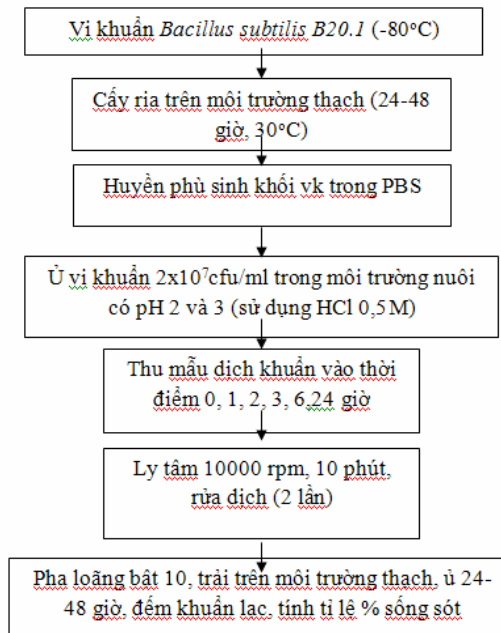 Vi khuẩn Bacillus subtilis B20.1 (-80°C)
Cấy ria trên môi trường thạch (24-48
giờ, 30°C)
Huyền phù sinh khối vk trong PBS
Ủ vi khuẩn 2x10⁷cfu/ml trong môi trường nuôi
có pH 2 và 3 (sử dụng HCl 0,5 M)
Thu mẫu dịch khuẩn vào thời
điểm 0, 1, 2, 3, 6,24 giờ
Ly tâm 10000 rpm, 10 phút,
rửa dịch (2 lần)
Pha loãng bât 10, trải trên môi trường thạch, ủ 24-
48 giờ, đếm khuẩn lạc, tính tỉ lệ % sống sót